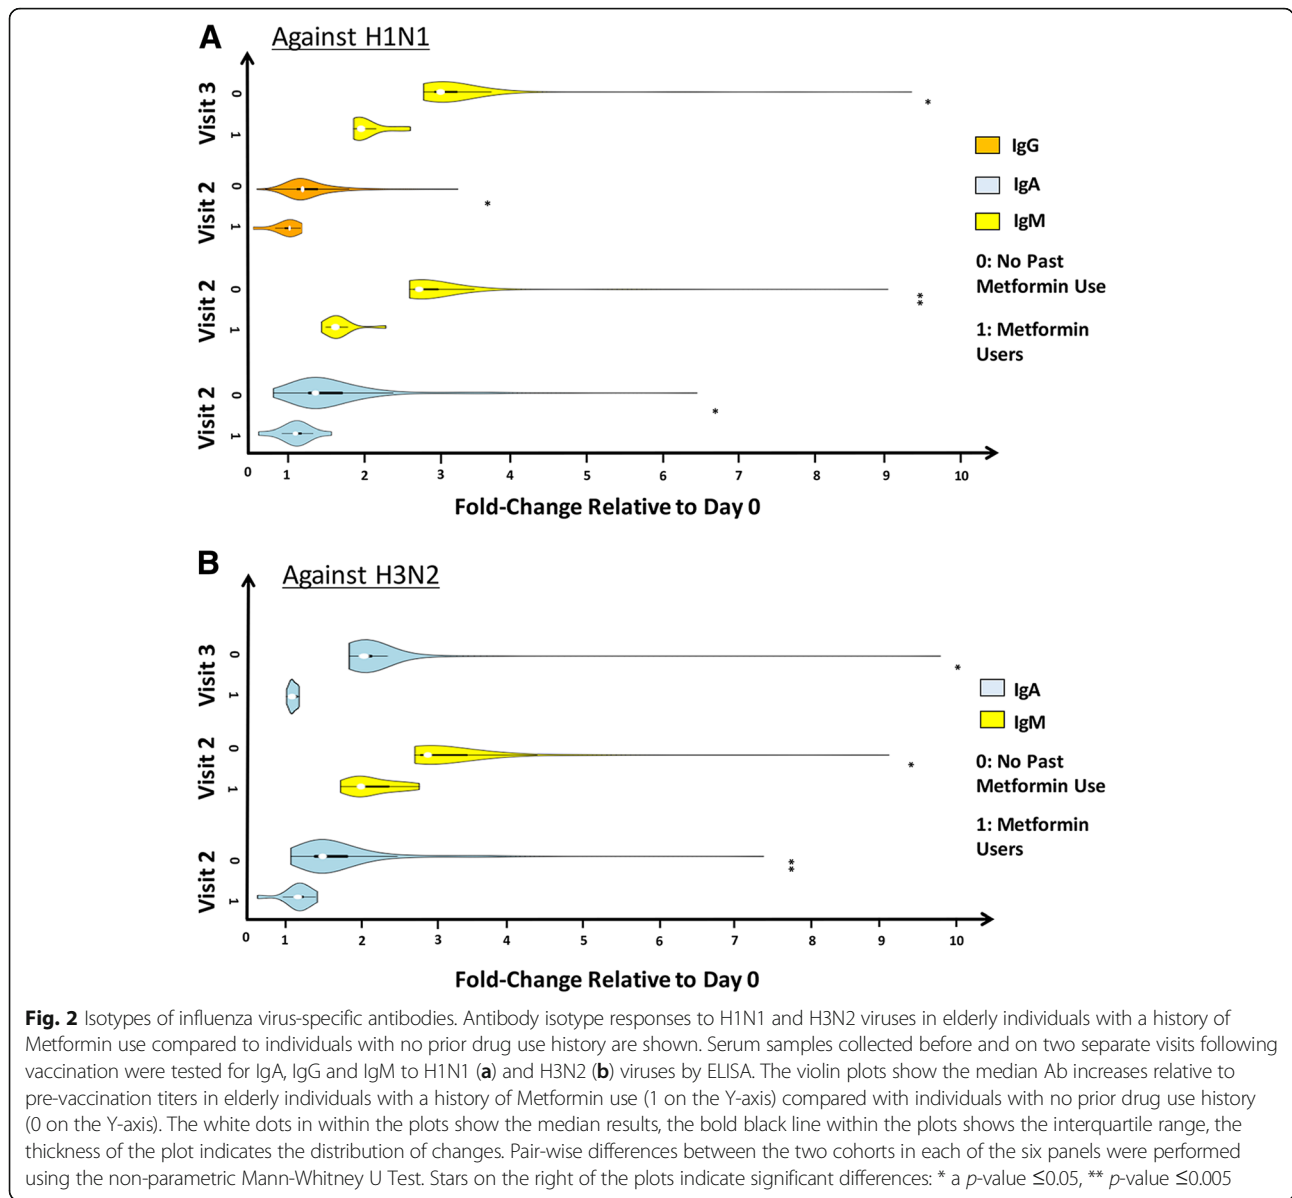 A
Against H1N1
Visit 3
0
1
*
Visit 2
0
1
*
Visit 2
0
1
**
Visit 2
0
1
*
IgG
IgA
IgM
0: No Past
Metformin Use
1: Metformin
Users
0 1 2 3 4 5 6 7 8 9 10
Fold-Change Relative to Day 0
B
Against H3N2
Visit 3
0
1
*
Visit 2
0
1
*
Visit 2
0
1
**
IgA
IgM
0: No Past
Metformin Use
1: Metformin
Users
0 1 2 3 4 5 6 7 8 9 10
Fold-Change Relative to Day 0
Fig. 2 Isotypes of influenza virus-specific antibodies. Antibody isotype responses to H1N1 and H3N2 viruses in elderly individuals with a history of
Metformin use compared to individuals with no prior drug use history are shown. Serum samples collected before and on two separate visits following
vaccination were tested for IgA, IgG and IgM to H1N1 (a) and H3N2 (b) viruses by ELISA. The violin plots show the median Ab increases relative to
pre-vaccination titers in elderly individuals with a history of Metformin use (1 on the Y-axis) compared with individuals with no prior drug use history
(0 on the Y-axis). The white dots in within the plots show the median results, the bold black line within the plots shows the interquartile range, the
thickness of the plot indicates the distribution of changes. Pair-wise differences between the two cohorts in each of the six panels were performed
using the non-parametric Mann-Whitney U Test. Stars on the right of the plots indicate significant differences: * a p-value ≤0.05, ** p-value ≤0.005